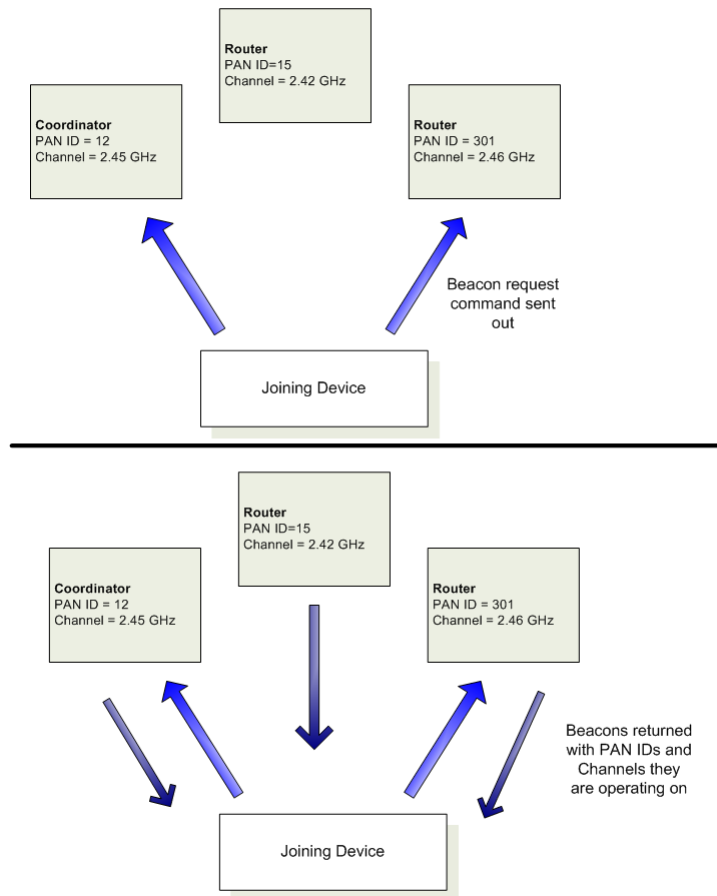 Router
PAN ID=15
Channel = 2.42 GHz
Coordinator
PAN ID = 12
Channel = 2.45 GHz
Router
PAN ID = 301
Channel = 2.46 GHz
Beacon request
command sent
out
Joining Device
Router
PAN ID=15
Channel = 2.42 GHz
Coordinator
PAN ID = 12
Channel = 2.45 GHz
Router
PAN ID = 301
Channel = 2.46 GHz
Beacons returned
with PAN IDs and
Channels they
are operating on
Joining Device